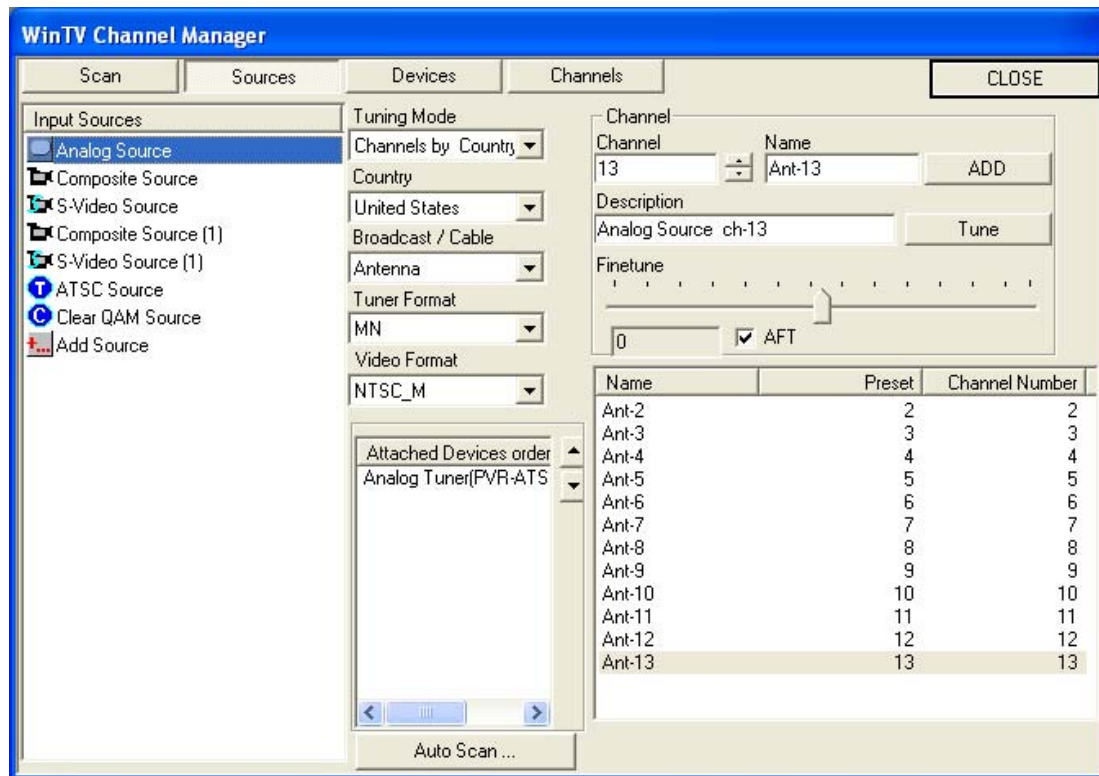 WinTV Channel Manager
Scan Sources Devices Channels CLOSE
Input Sources
Analog Source
Composite Source
S-Video Source
Composite Source (1)
S-Video Source (1)
ATSC Source
Clear QAM Source
Add Source
Tuning Mode
Channels by Country
Country
United States
Broadcast / Cable
Antenna
Tuner Format
MN
Video Format
NTSC_M
Attached Devices order
Analog Tuner(PVR-ATS
Auto Scan ...
Channel
Channel Name
13 Ant-13 ADD
Description
Analog Source ch-13 Tune
Finetune
0 AFT
Name Preset Channel Number
Ant-2 2 2
Ant-3 3 3
Ant-4 4 4
Ant-5 5 5
Ant-6 6 6
Ant-7 7 7
Ant-8 8 8
Ant-9 9 9
Ant-10 10 10
Ant-11 11 11
Ant-12 12 12
Ant-13 13 13